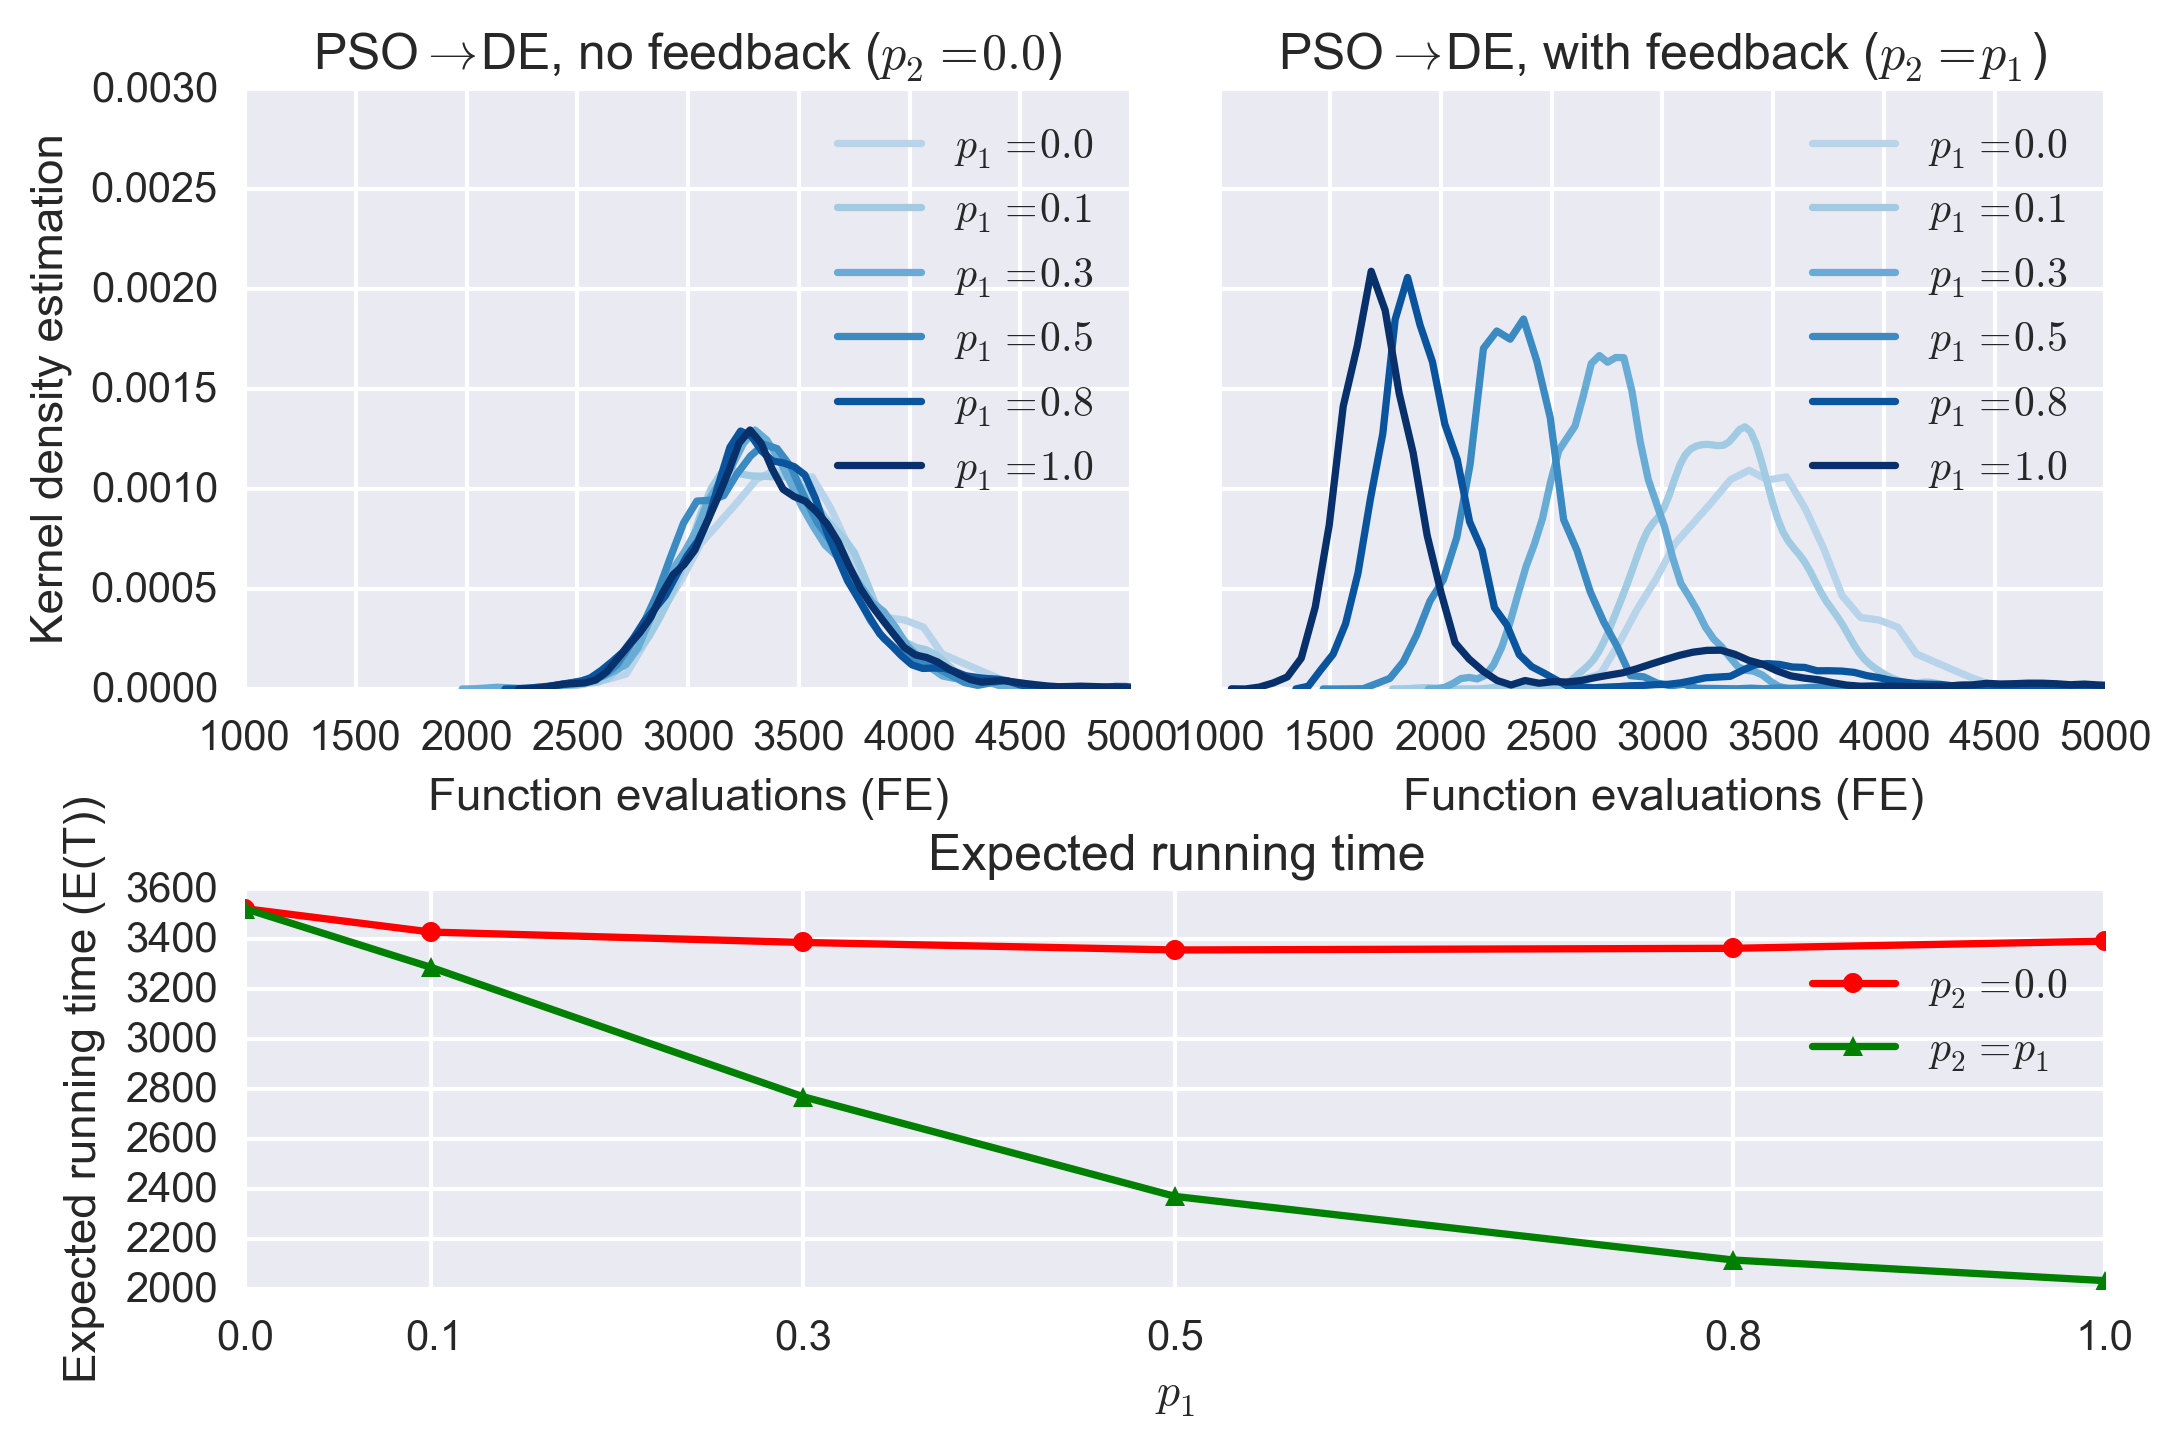 PSO→DE, no feedback (p₂ = 0.0)
PSO→DE, with feedback (p₂ = p₁)
Kernel density estimation
0.0030
0.0025
0.0020
0.0015
0.0010
0.0005
0.0000
p₁ = 0.0
p₁ = 0.1
p₁ = 0.3
p₁ = 0.5
p₁ = 0.8
p₁ = 1.0
p₁ = 0.0
p₁ = 0.1
p₁ = 0.3
p₁ = 0.5
p₁ = 0.8
p₁ = 1.0
1000 1500 2000 2500 3000 3500 4000 4500 5000
1000 1500 2000 2500 3000 3500 4000 4500 5000
Function evaluations (FE)
Function evaluations (FE)
Expected running time
Expected running time (E(T))
3600
3400
3200
3000
2800
2600
2400
2200
2000
p₂ = 0.0
p₂ = p₁
0.0 0.1 0.3 0.5 0.8 1.0
p₁